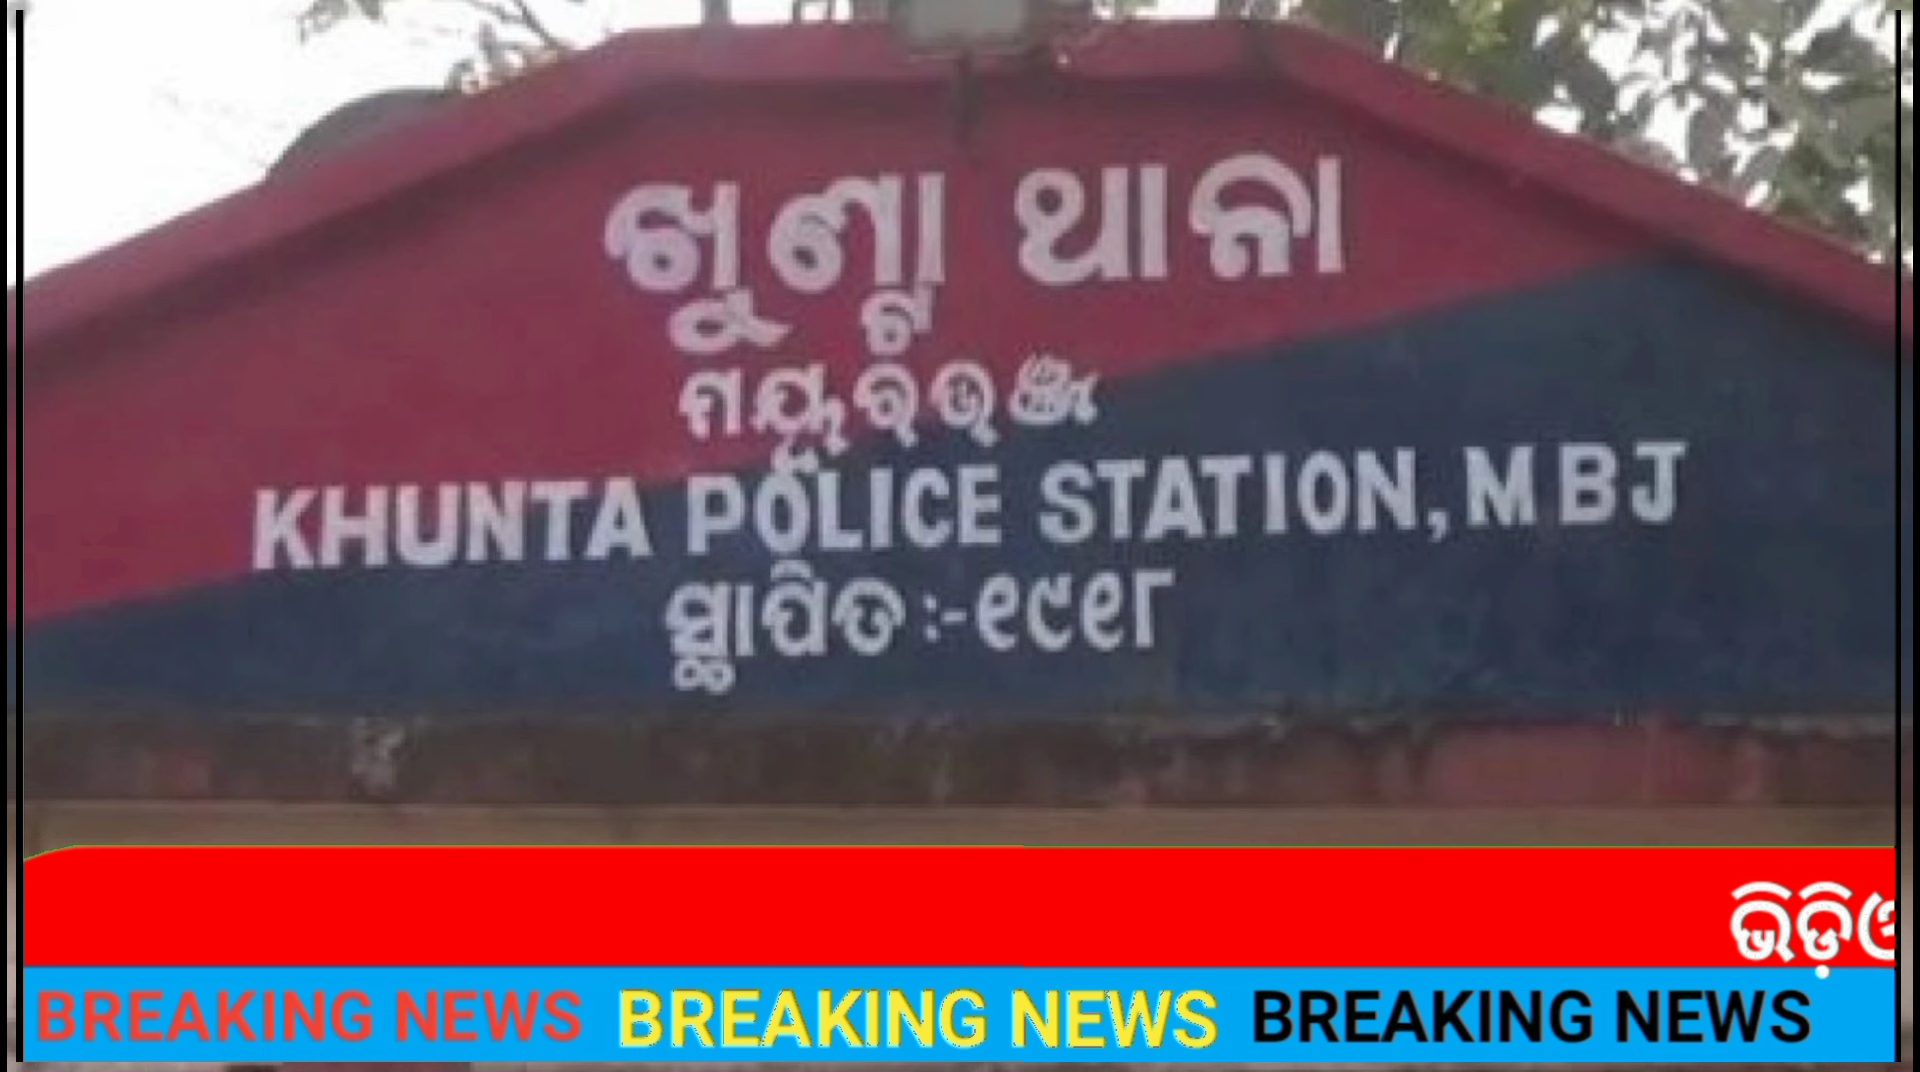 ଖୁଣ୍ଟା ଥାନା
ମୟୂରଭଞ୍ଜ
KHUNTA POLICE STATION, MBJ
ସ୍ଥାପିତ :- ୧୯୧୮
BREAKING NEWS BREAKING NEWS BREAKING NEWS